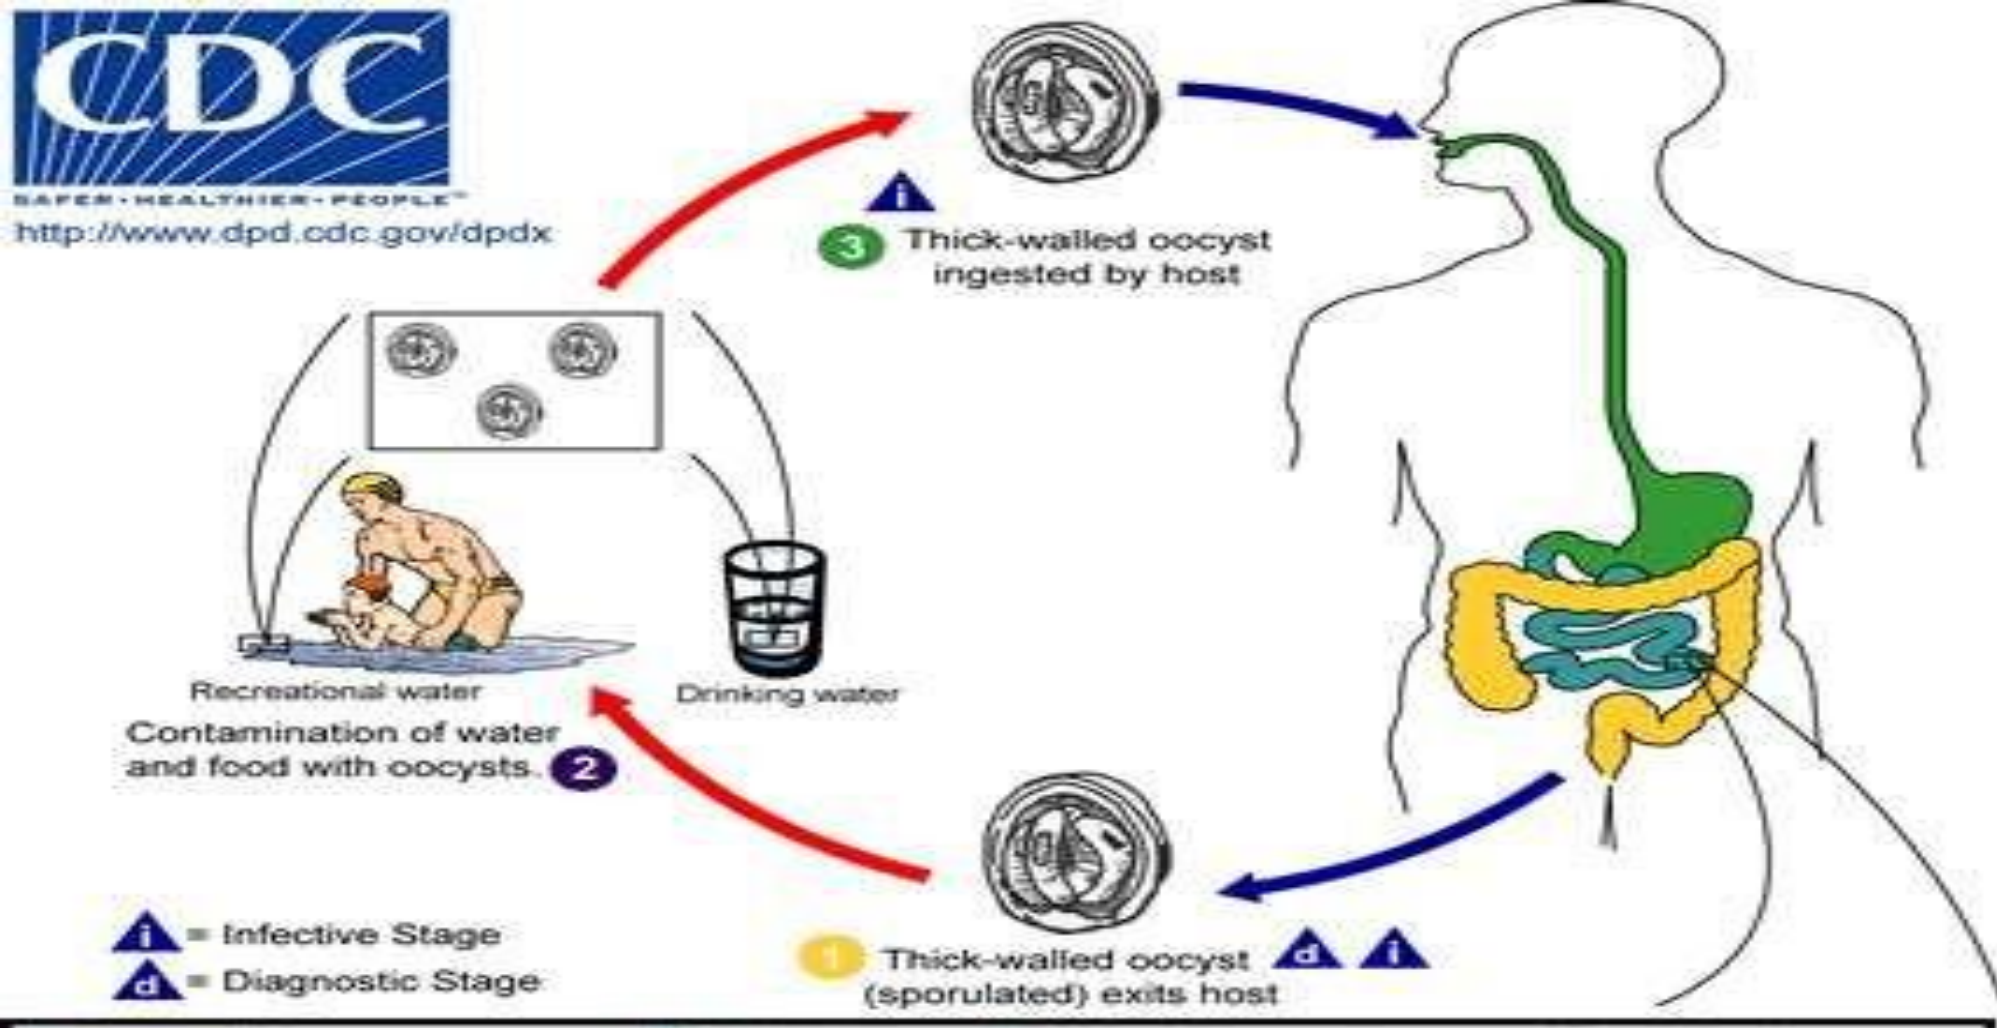 CDC
SAFER • HEALTHIER • PEOPLE™
http://www.dpd.cdc.gov/dpdx
i
3 Thick-walled oocyst
ingested by host
Recreational water
Drinking water
Contamination of water
and food with oocysts. 2
i = Infective Stage
d = Diagnostic Stage
1 Thick-walled oocyst d i
(sporulated) exits host